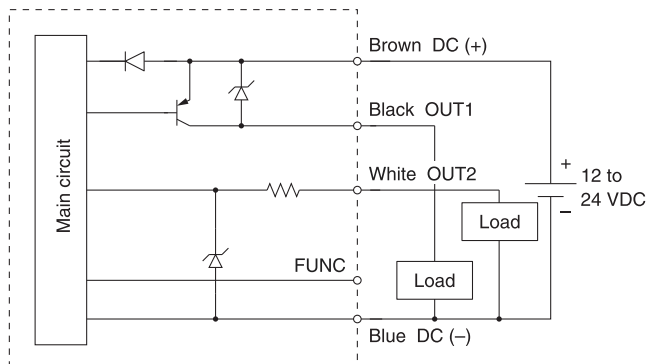 Main circuit
Brown DC (+)
Black OUT1
White OUT2
FUNC
Blue DC (–)
Load
Load
+
12 to
24 VDC
–